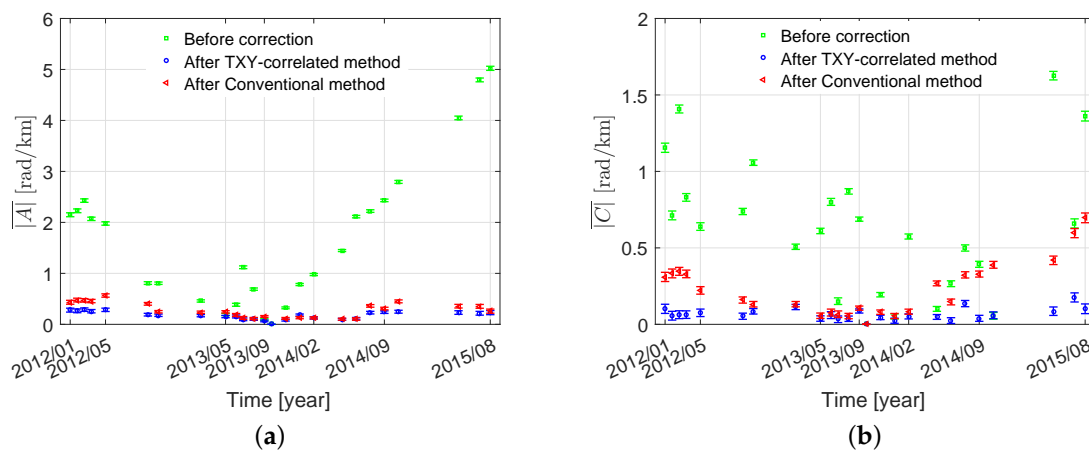 6
5
4
3
2
1
0
|A| [rad/km]
Before correction
After TXY-correlated method
After Conventional method
2012/01
2012/05
2013/05
2013/09
2014/02
2014/09
2015/08
Time [year]
(a)
2
1.5
1
0.5
0
|C| [rad/km]
Before correction
After TXY-correlated method
After Conventional method
2012/01
2012/05
2013/05
2013/09
2014/02
2014/09
2015/08
Time [year]
(b)